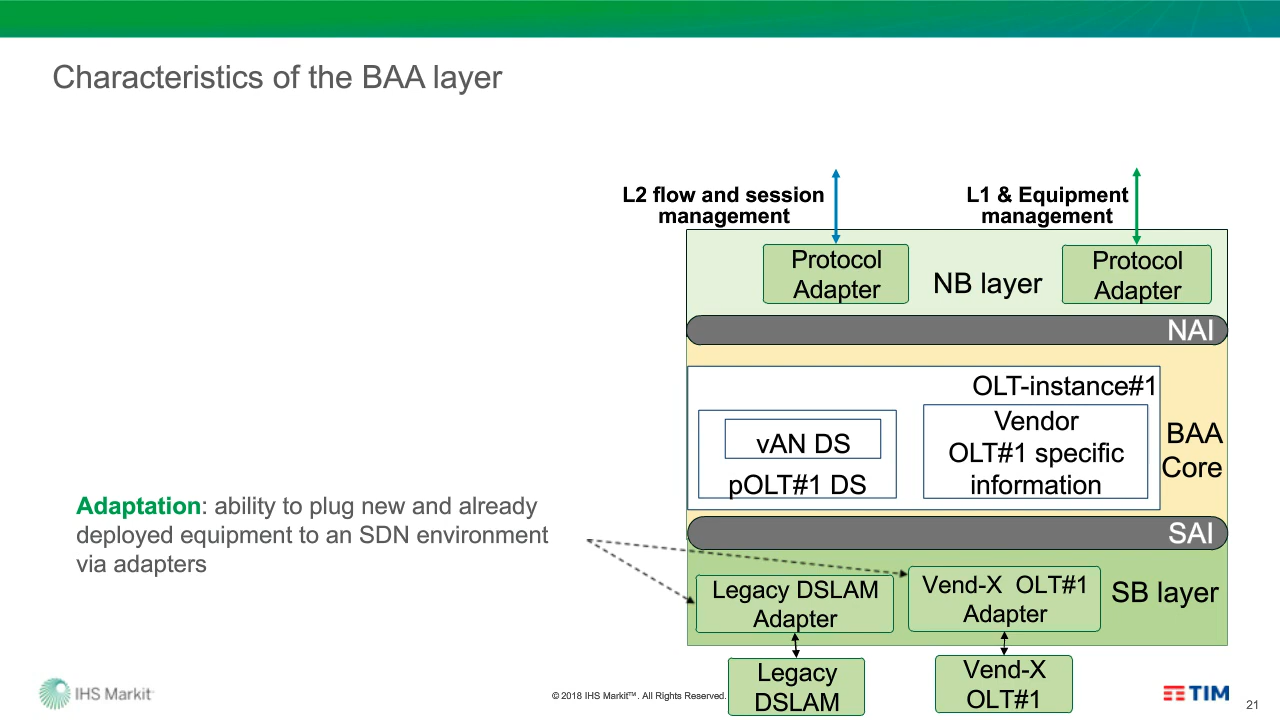 Characteristics of the BAA layer
L2 flow and session
management
L1 & Equipment
management
Protocol
Adapter
NB layer
Protocol
Adapter
NAI
OLT-instance#1
vAN DS
pOLT#1 DS
Vendor
OLT#1 specific
information
BAA
Core
Adaptation: ability to plug new and already
deployed equipment to an SDN environment
via adapters
SAI
Legacy DSLAM
Adapter
Vend-X OLT#1
Adapter
SB layer
Legacy
DSLAM
Vend-X
OLT#1
IHS Markit™
© 2018 IHS Markit™. All Rights Reserved.
TIM
21